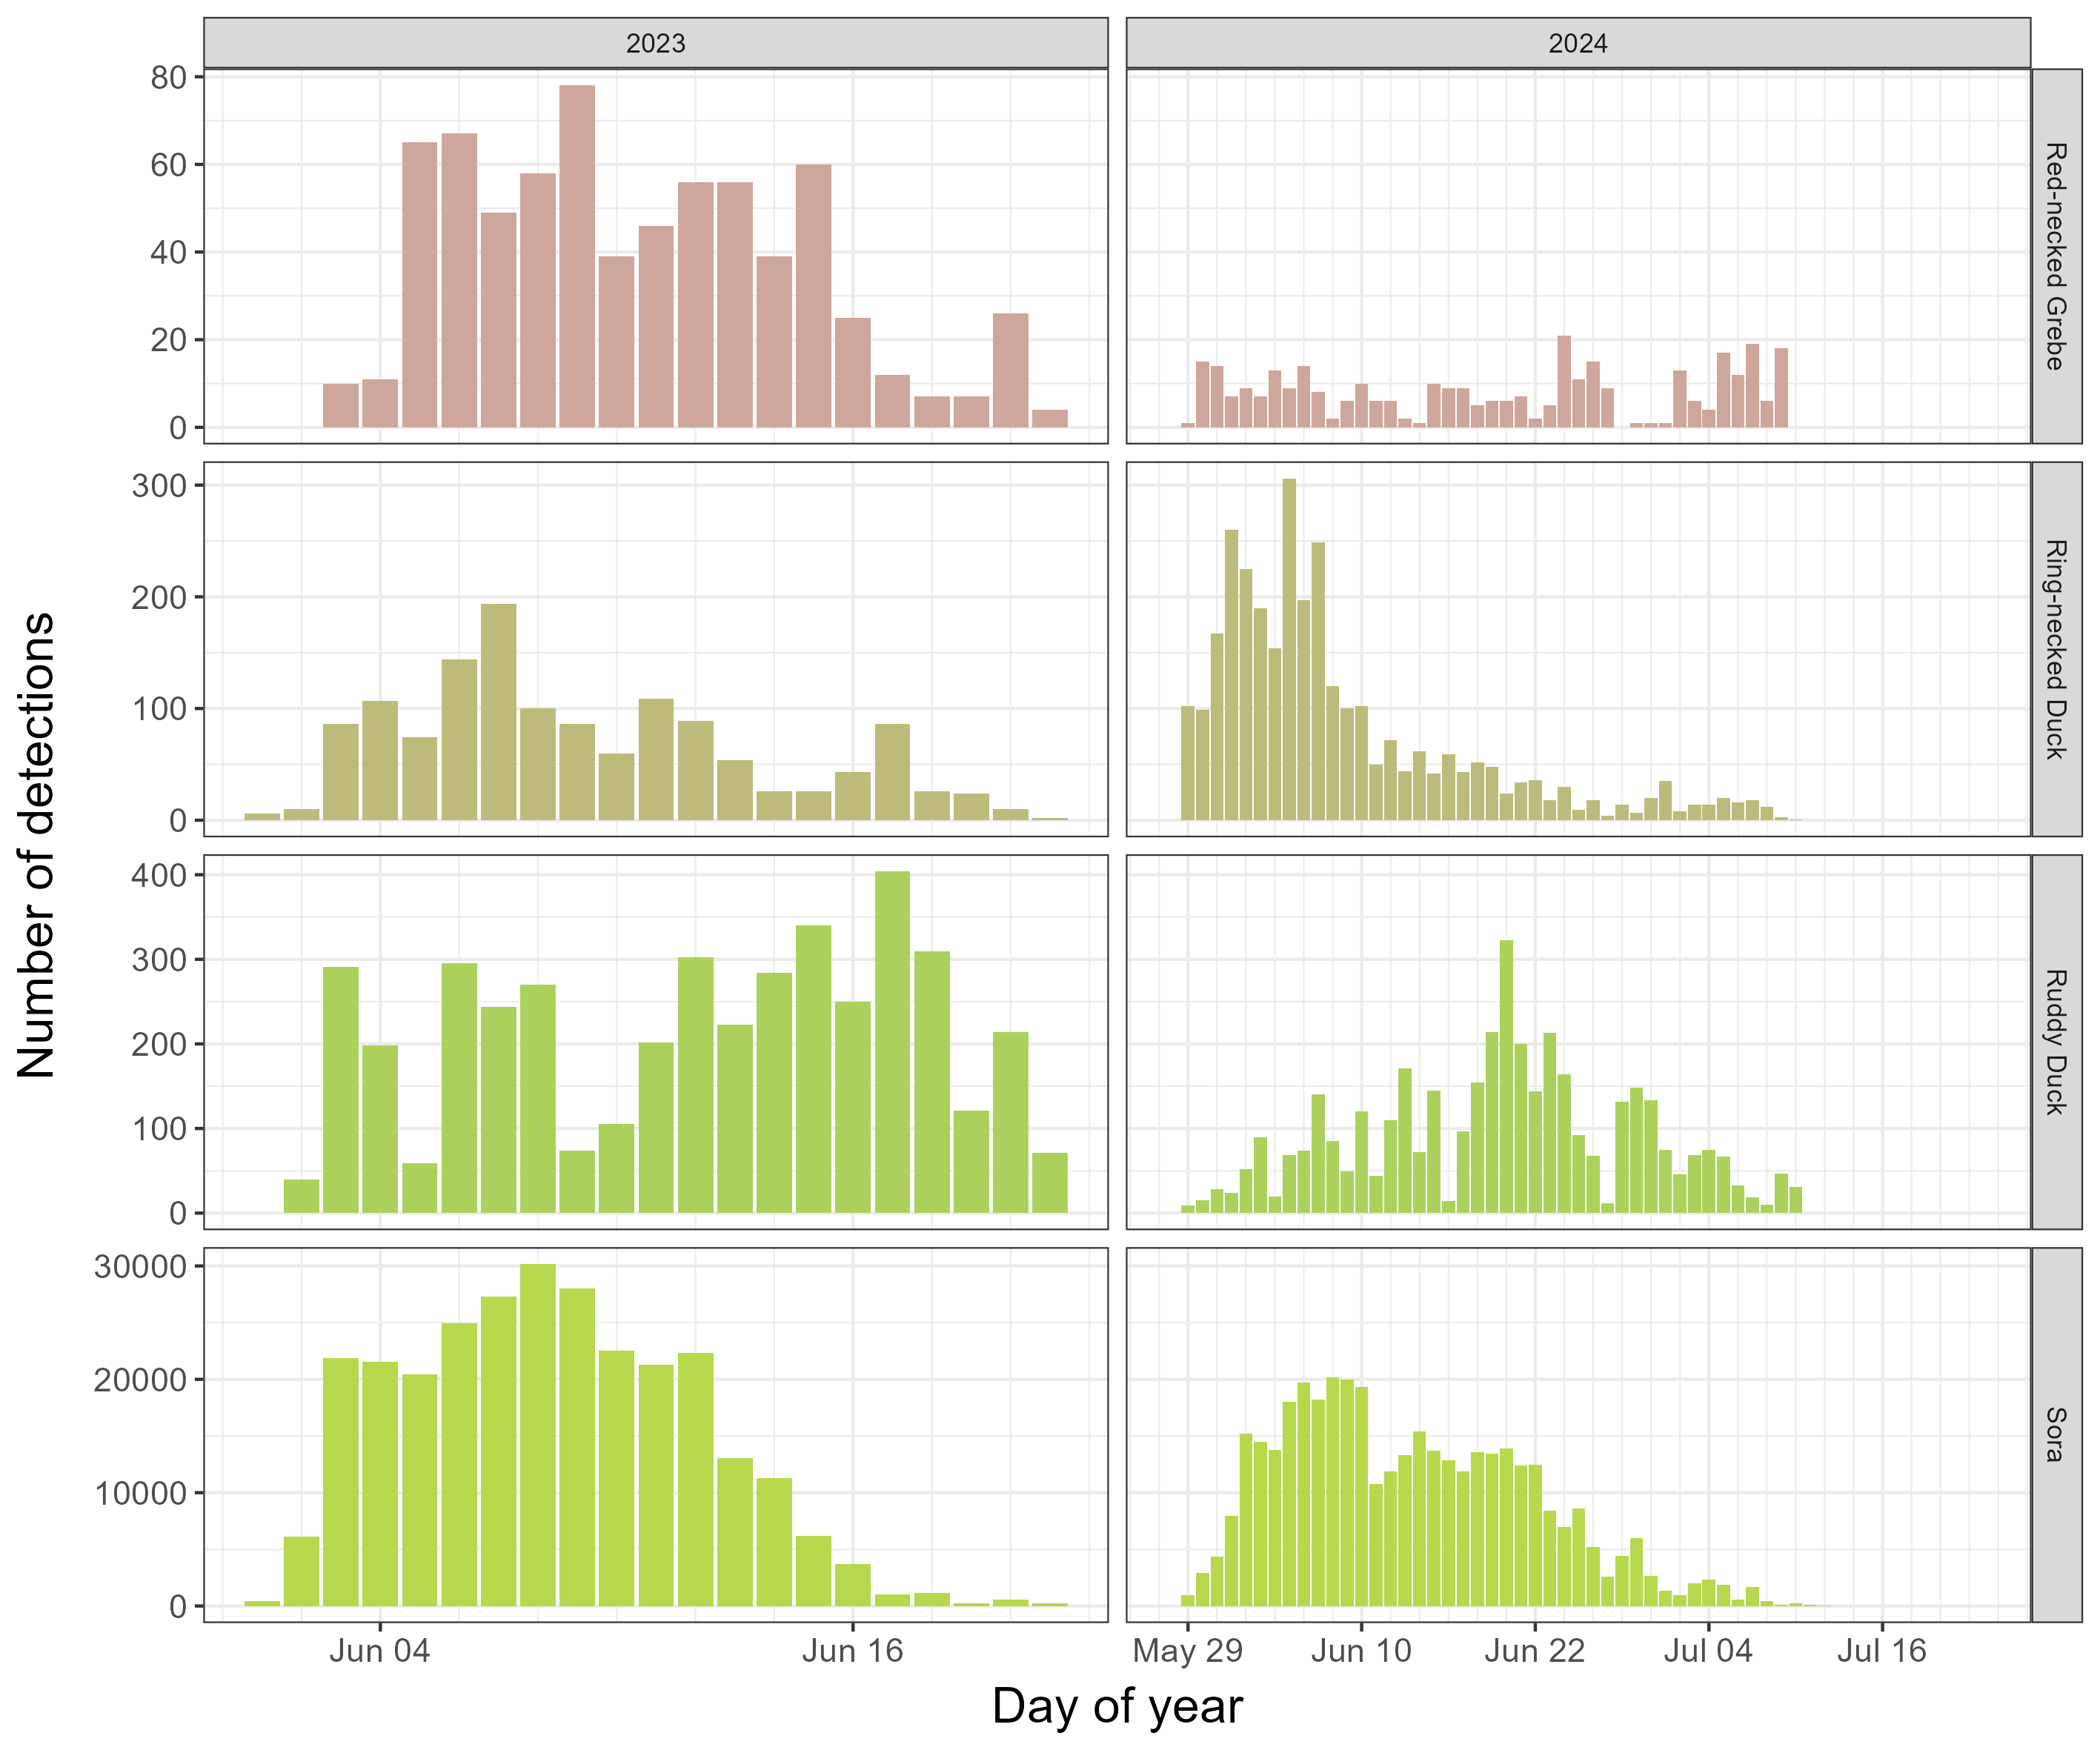 2023
2024
80
60
40
20
0
Red-necked Grebe
300
200
100
0
Ring-necked Duck
400
300
200
100
0
Ruddy Duck
30000
20000
10000
0
Sora
Number of detections
Jun 04
Jun 16
May 29
Jun 10
Jun 22
Jul 04
Jul 16
Day of year